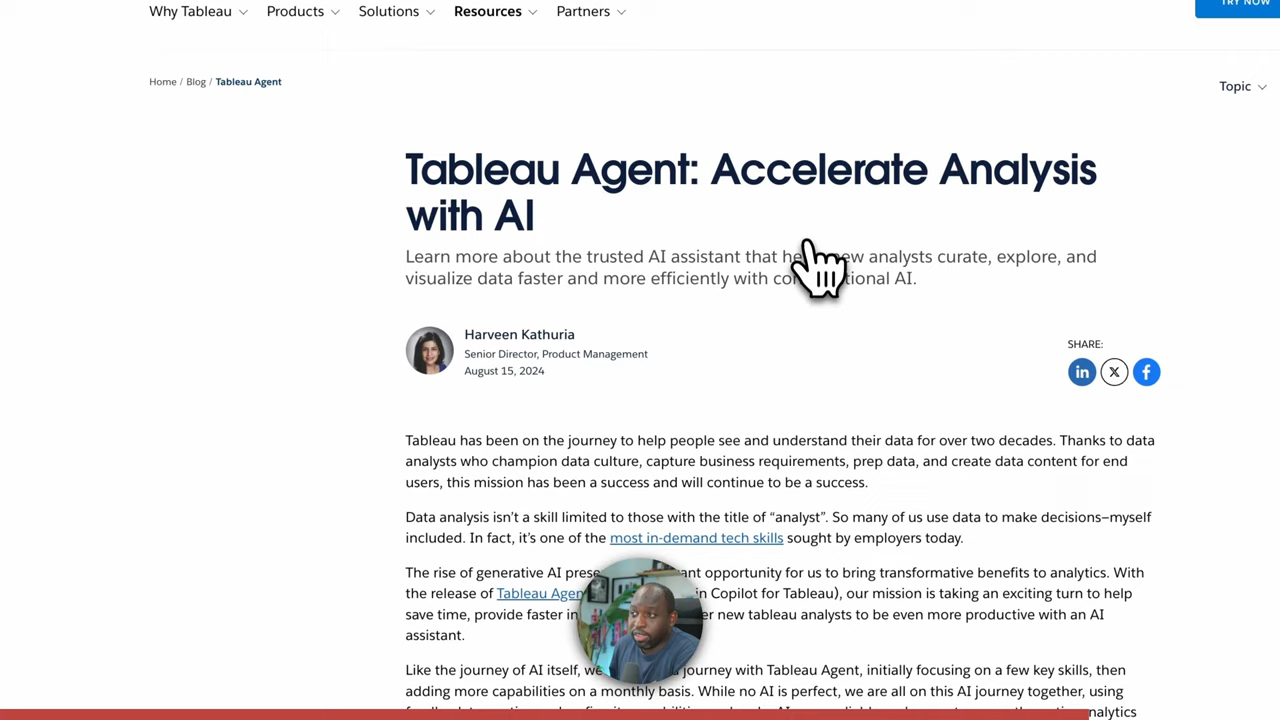 TRY NOW
Why Tableau Products Solutions Resources Partners
Home / Blog / Tableau Agent
Topic
Tableau Agent: Accelerate Analysis
with AI
Learn more about the trusted AI assistant that analysts curate, explore, and
visualize data faster and more efficiently with AI.
Harveen Kathuria
Senior Director, Product Management
August 15, 2024
SHARE:
in X f
Tableau has been on the journey to help people see and understand their data for over two decades. Thanks to data
analysts who champion data culture, capture business requirements, prep data, and create data content for end
users, this mission has been a success and will continue to be a success.
Data analysis isn’t a skill limited to those with the title of “analyst”. So many of us use data to make decisions—myself
included. In fact, it’s one of the most in-demand tech skills sought by employers today.
The rise of generative AI opportunity for us to bring transformative benefits to analytics. With
the release of Tableau Copilot for Tableau), our mission is taking an exciting turn to help
save time, provide faster new tableau analysts to be even more productive with an AI
assistant.
Like the journey of AI itself, journey with Tableau Agent, initially focusing on a few key skills, then
adding more capabilities on a monthly basis. While no AI is perfect, we are all on this AI journey together, using